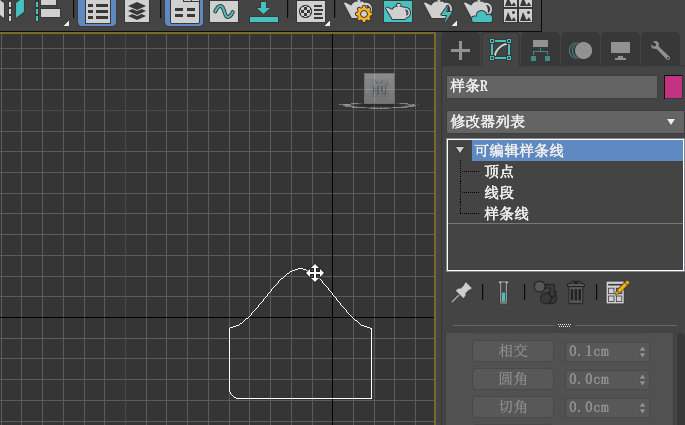 前
样条R
修改器列表
可编辑样条线
顶点
线段
样条线
相交 0.1cm
圆角 0.0cm
切角 0.0cm